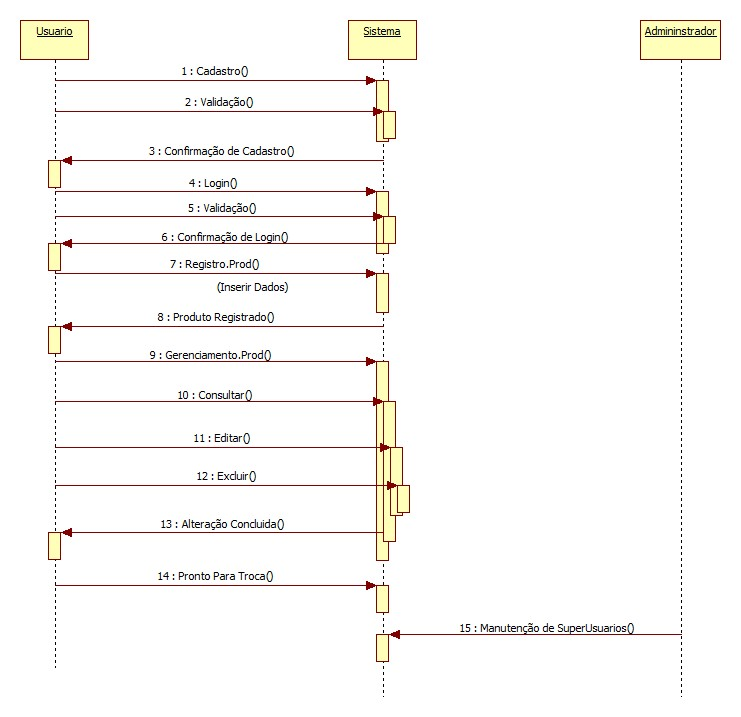 Usuario
Sistema
Admininstrador
1 : Cadastro()
2 : Validação()
3 : Confirmação de Cadastro()
4 : Login()
5 : Validação()
6 : Confirmação de Login()
7 : Registro.Prod()
(Inserir Dados)
8 : Produto Registrado()
9 : Gerenciamento.Prod()
10 : Consultar()
11 : Editar()
12 : Excluir()
13 : Alteração Concluida()
14 : Pronto Para Troca()
15 : Manutenção de SuperUsuarios()